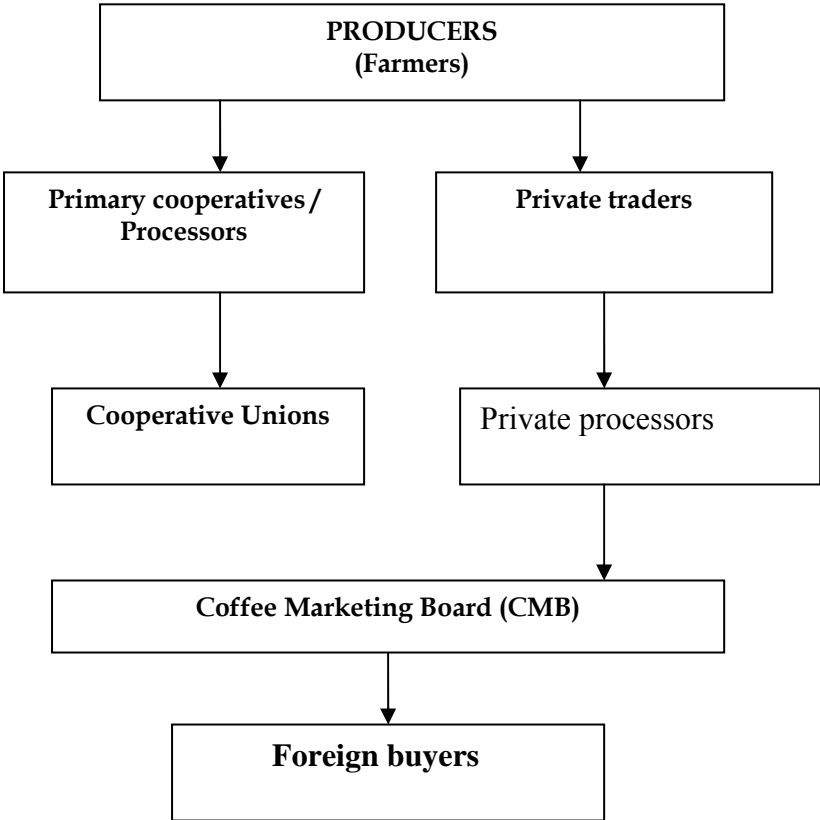 PRODUCERS
(Farmers)
Primary cooperatives /
Processors
Private traders
Cooperative Unions
Private processors
Coffee Marketing Board (CMB)
Foreign buyers